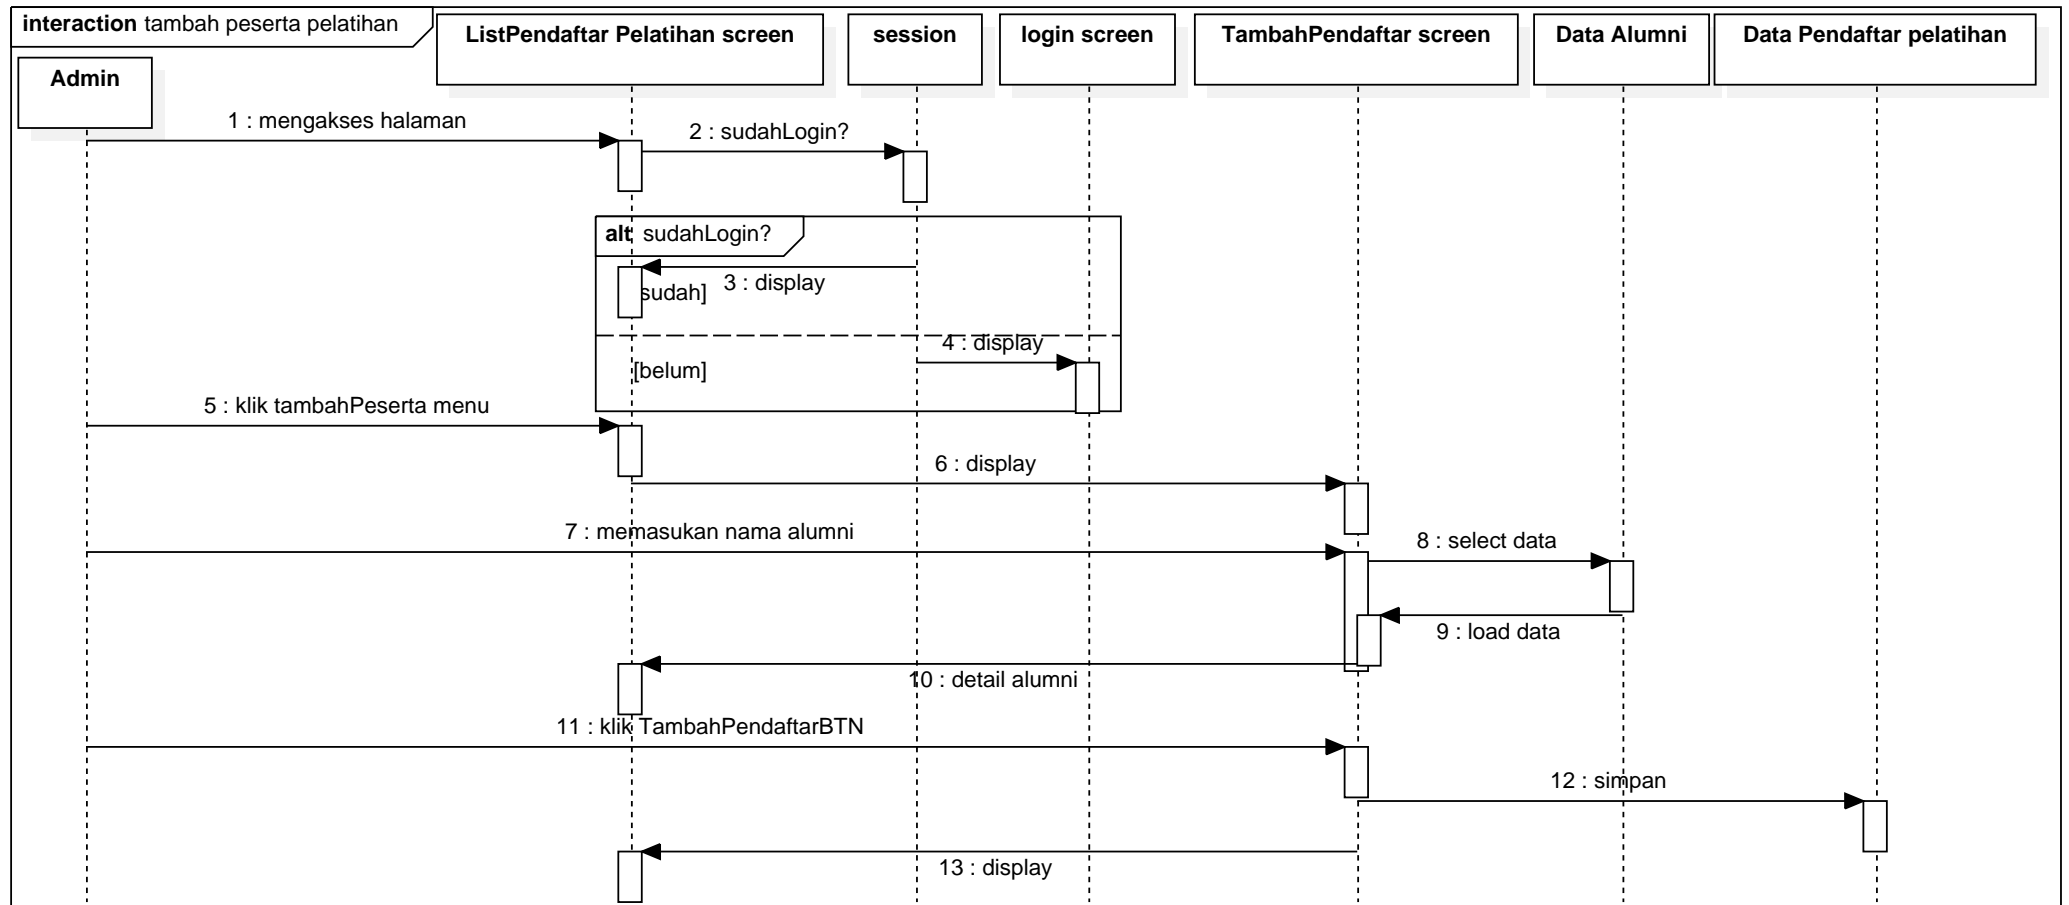 interaction tambah peserta pelatihan
ListPendaftar Pelatihan screen
session
login screen
TambahPendaftar screen
Data Alumni
Data Pendaftar pelatihan
Admin
1 : mengakses halaman
2 : sudahLogin?
alt sudahLogin?
3 : display
sudah]
4 : display
[belum]
5 : klik tambahPeserta menu
6 : display
7 : memasukan nama alumni
8 : select data
9 : load data
10 : detail alumni
11 : klik TambahPendaftarBTN
12 : simpan
13 : display